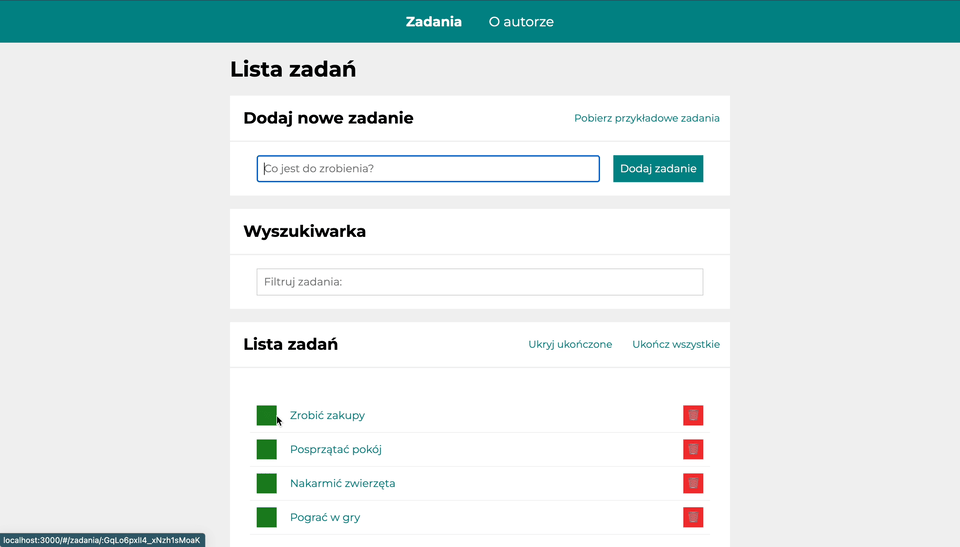 Zadania O autorze
Lista zadań
Dodaj nowe zadanie Pobierz przykładowe zadania
Co jest do zrobienia? Dodaj zadanie
Wyszukiwarka
Filtruj zadania:
Lista zadań Ukryj ukończone Ukończ wszystkie
Zrobić zakupy
Posprzątać pokój
Nakarmić zwierzęta
Pograć w gry
localhost:3000/#/zadania/:GqLo6pxIl4_xNzh1sMoaK